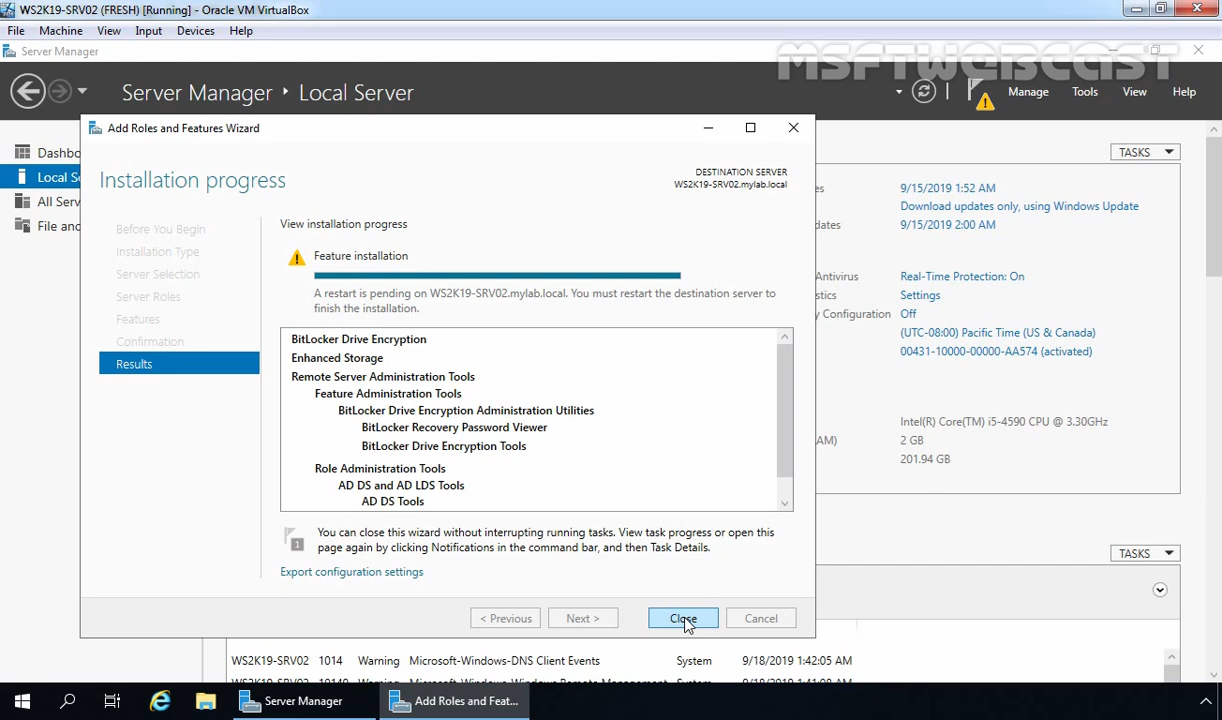 WS2K19-SRV02 (FRESH) [Running] - Oracle VM VirtualBox
File Machine View Input Devices Help
Server Manager
MSFTWEBCAST
Server Manager ‣ Local Server
Manage Tools View Help
Dashbo
Local Se
All Serv
File and
Add Roles and Features Wizard
Installation progress
DESTINATION SERVER
WS2K19-SRV02.mylab.local
Before You Begin
Installation Type
Server Selection
Server Roles
Features
Confirmation
Results
View installation progress
Feature installation
A restart is pending on WS2K19-SRV02.mylab.local. You must restart the destination server to
finish the installation.
BitLocker Drive Encryption
Enhanced Storage
Remote Server Administration Tools
Feature Administration Tools
BitLocker Drive Encryption Administration Utilities
BitLocker Recovery Password Viewer
BitLocker Drive Encryption Tools
Role Administration Tools
AD DS and AD LDS Tools
AD DS Tools
1
You can close this wizard without interrupting running tasks. View task progress or open this
page again by clicking Notifications in the command bar, and then Task Details.
Export configuration settings
< Previous Next > Close Cancel
TASKS
es 9/15/2019 1:52 AM
Download updates only, using Windows Update
dates 9/15/2019 2:00 AM
Antivirus Real-Time Protection: On
stics Settings
y Configuration Off
(UTC-08:00) Pacific Time (US & Canada)
00431-10000-00000-AA574 (activated)
Intel(R) Core(TM) i5-4590 CPU @ 3.30GHz
AM) 2 GB
201.94 GB
TASKS
WS2K19-SRV02 1014 Warning Microsoft-Windows-DNS Client Events System 9/18/2019 1:42:05 AM
Server Manager
Add Roles and Feat...